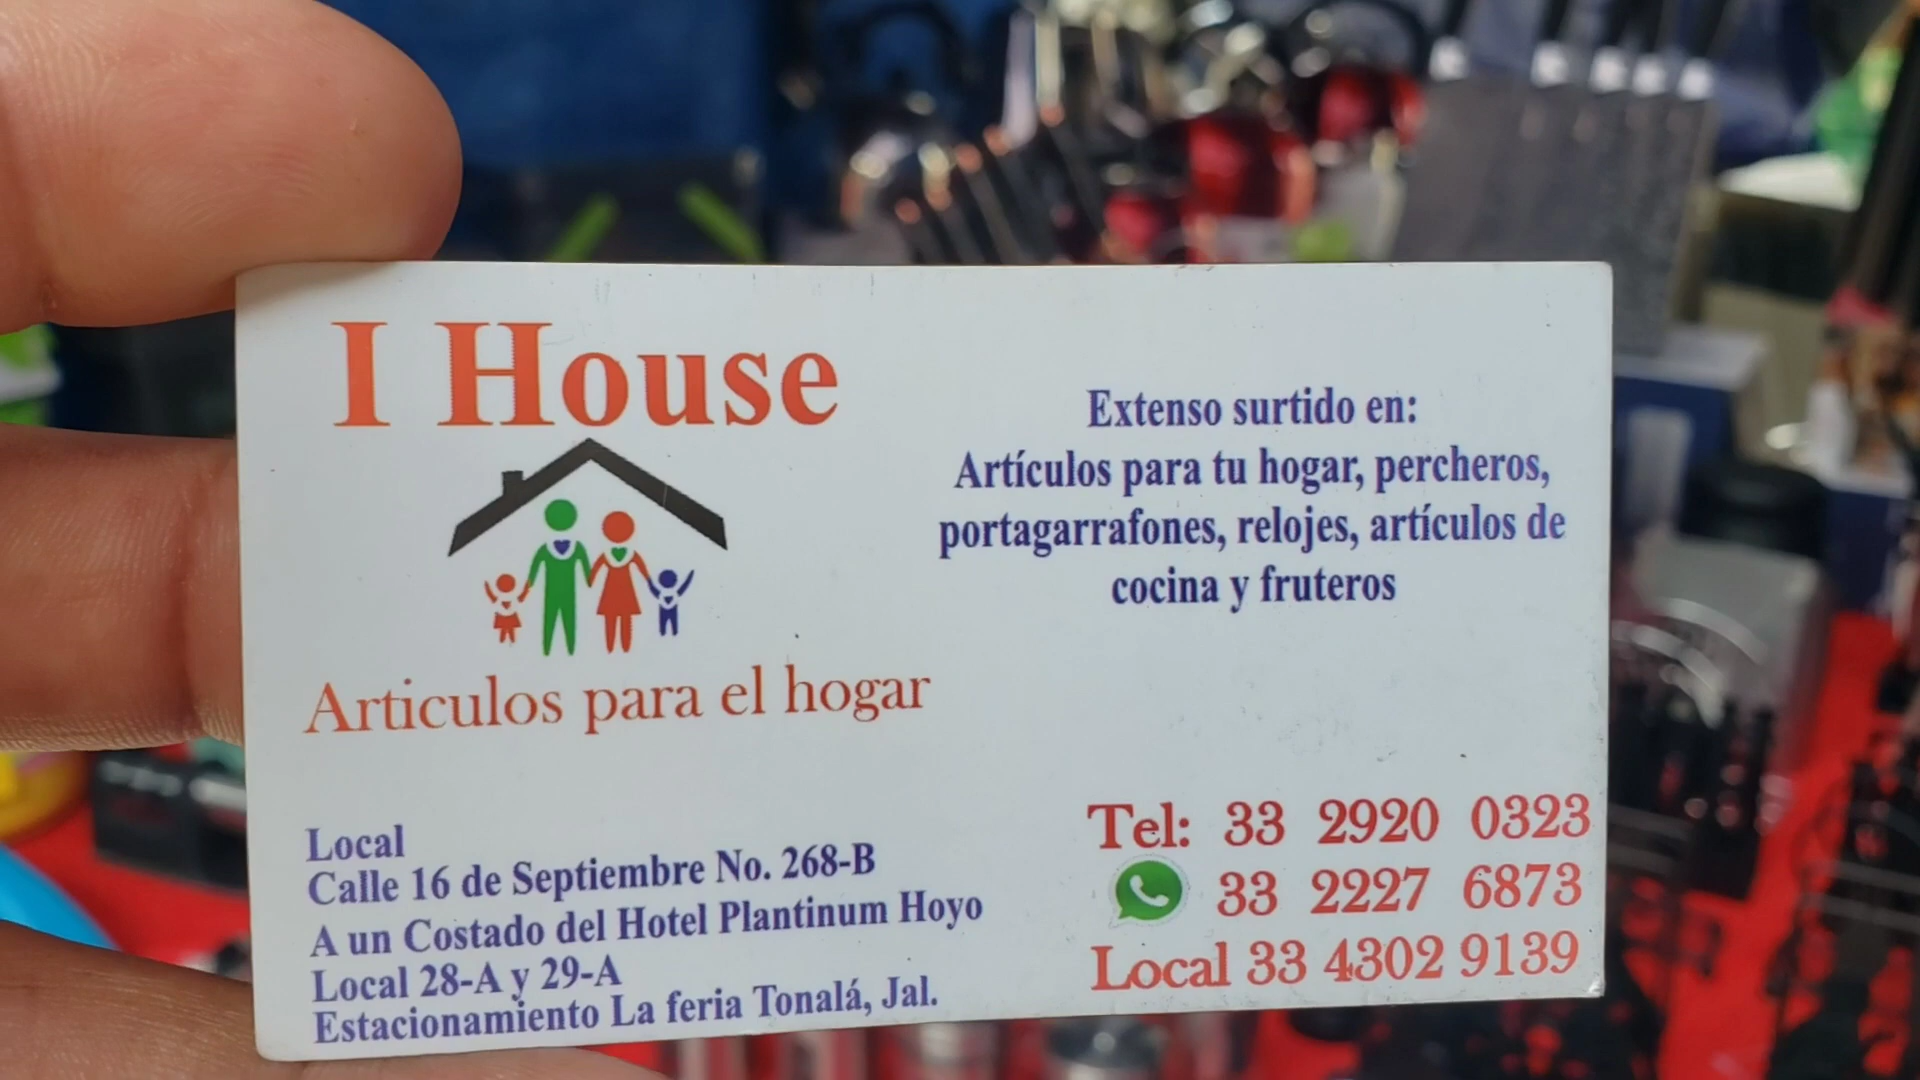 I House
Articulos para el hogar
Extenso surtido en:
Artículos para tu hogar, percheros,
portagarrafones, relojes, artículos de
cocina y fruteros
Local
Calle 16 de Septiembre No. 268-B
A un Costado del Hotel Plantinum Hoyo
Local 28-A y 29-A
Estacionamiento La feria Tonalá, Jal.
Tel: 33 2920 0323
33 2227 6873
Local 33 4302 9139